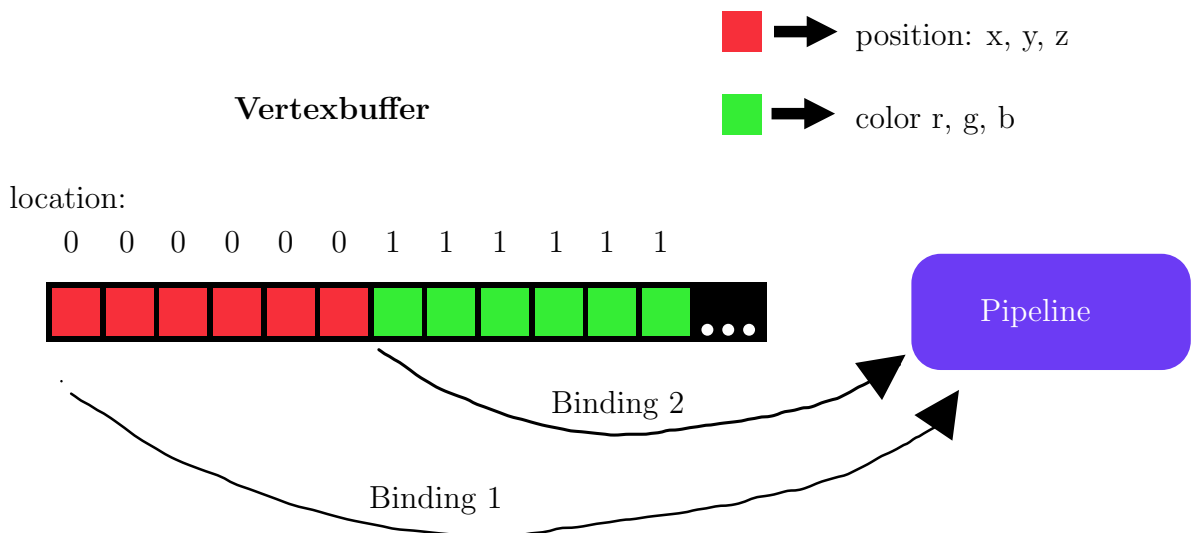 position: x, y, z
Vertexbuffer
color r, g, b
location:
0 0 0 0 0 0 1 1 1 1 1 1
Pipeline
Binding 2
Binding 1